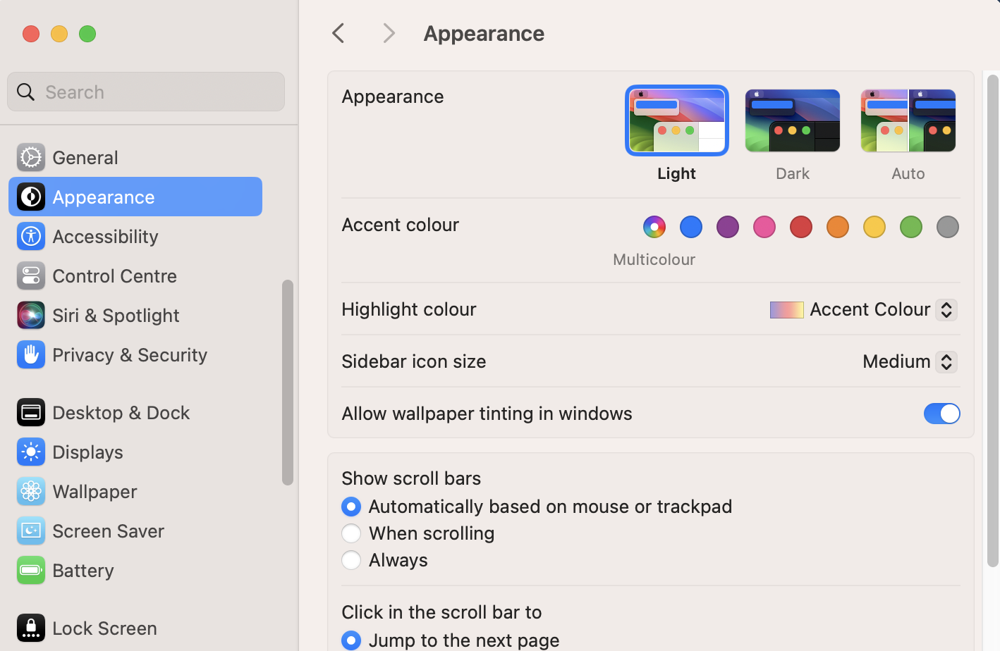 Search
General
Appearance
Accessibility
Control Centre
Siri & Spotlight
Privacy & Security
Desktop & Dock
Displays
Wallpaper
Screen Saver
Battery
Lock Screen
Appearance
Appearance
Light
Dark
Auto
Accent colour
Multicolour
Highlight colour
Accent Colour
Sidebar icon size
Medium
Allow wallpaper tinting in windows
Show scroll bars
Automatically based on mouse or trackpad
When scrolling
Always
Click in the scroll bar to
Jump to the next page